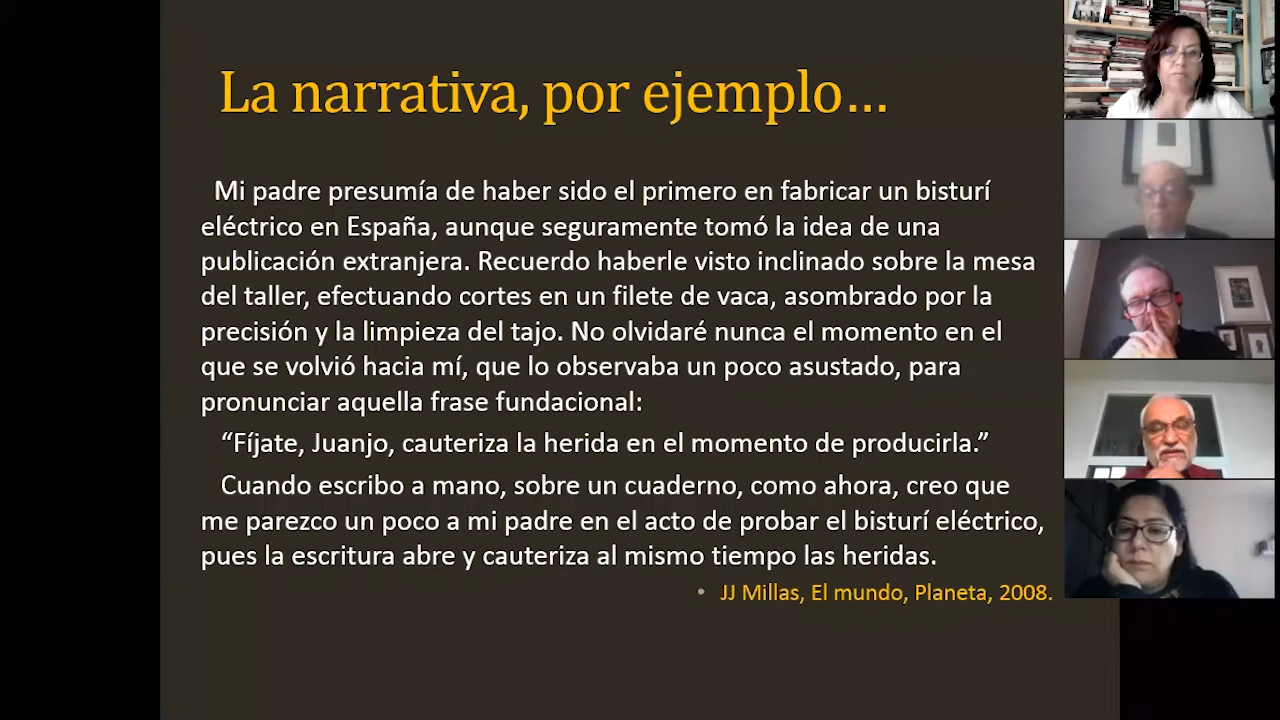 La narrativa, por ejemplo…
Mi padre presumía de haber sido el primero en fabricar un bisturí
eléctrico en España, aunque seguramente tomó la idea de una
publicación extranjera. Recuerdo haberle visto inclinado sobre la mesa
del taller, efectuando cortes en un filete de vaca, asombrado por la
precisión y la limpieza del tajo. No olvidaré nunca el momento en el
que se volvió hacia mí, que lo observaba un poco asustado, para
pronunciar aquella frase fundacional:
“Fíjate, Juanjo, cauteriza la herida en el momento de producirla.”
Cuando escribo a mano, sobre un cuaderno, como ahora, creo que
me parezco un poco a mi padre en el acto de probar el bisturí eléctrico,
pues la escritura abre y cauteriza al mismo tiempo las heridas.
• JJ Millas, El mundo, Planeta, 2008.